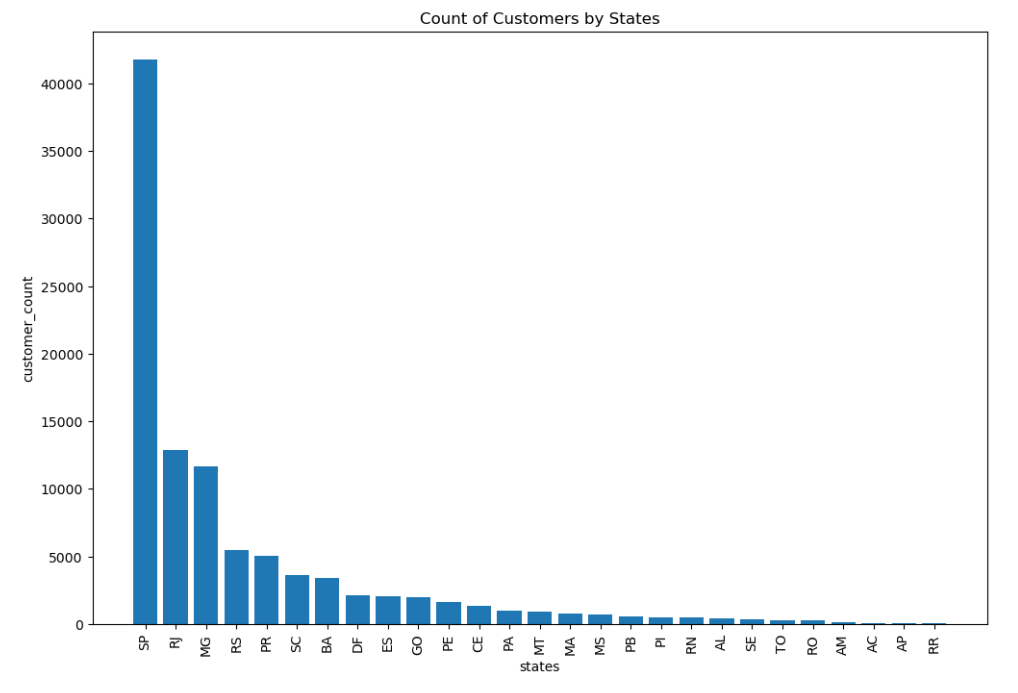 Count of Customers by States
customer_count
40000
35000
30000
25000
20000
15000
10000
5000
0
SP RJ MG RS PR SC BA DF ES GO PE CE PA MT MA MS PB PI RN AL SE TO RO AM AC AP RR
states